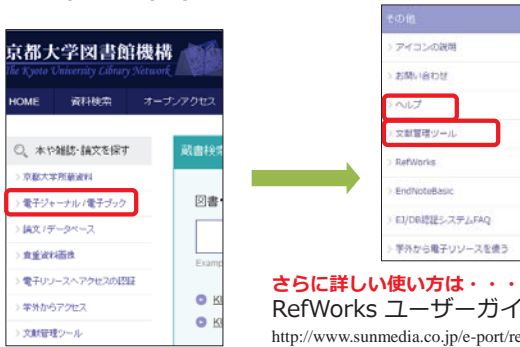 京都大学図書館機構
The Kyoto University Library Network
HOME 資料検索 オープンアクセス
本や雑誌・論文を探す
蔵書検索
京都大学所蔵資料
電子ジャーナル/電子ブック
図書・
論文/データベース
貴重資料画像
Examp
電子リソースへアクセスの認証
学外からアクセス
KU
文献管理ツール
KU
その他
アイコンの説明
お問い合わせ
ヘルプ
文献管理ツール
RefWorks
EndNoteBasic
EJ/DB認証システムFAQ
学外から電子リソースを使う
さらに詳しい使い方は・・・
RefWorks ユーザーガイ
http://www.sunmedia.co.jp/e-port/re